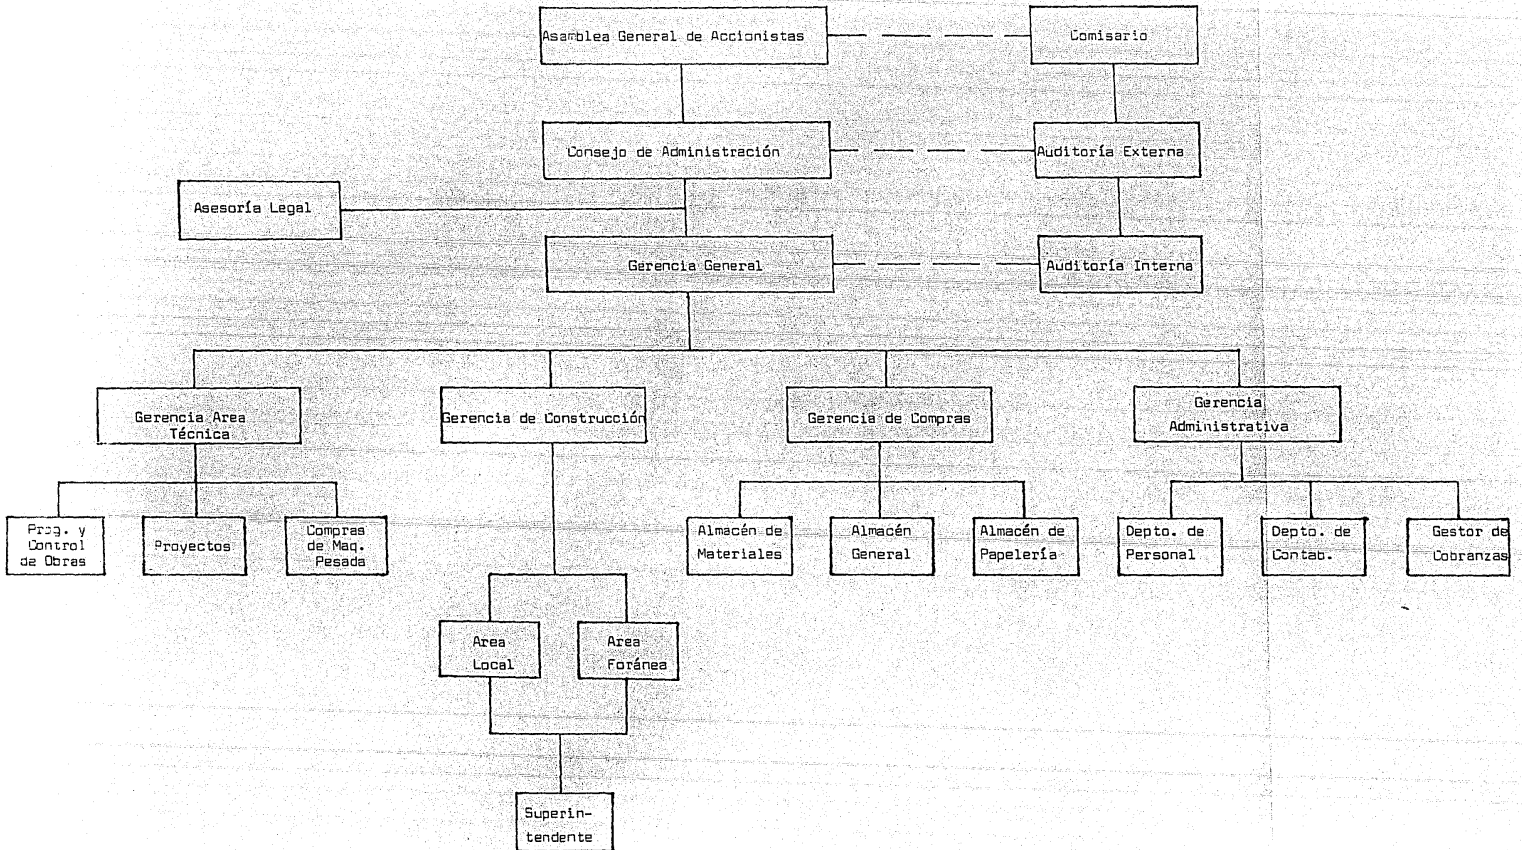 Asamblea General de Accionistas
Comisario
Consejo de Administración
Auditoría Externa
Asesoría Legal
Gerencia General
Auditoría Interna
Gerencia Area
Técnica
Gerencia de Construcción
Gerencia de Compras
Gerencia
Administrativa
Prog. y
Control
de Obras
Proyectos
Compras
de Maq.
Pesada
Almacén de
Materiales
Almacén
General
Almacén de
Papelería
Depto. de
Personal
Depto. de
Contab.
Gestor de
Cobranzas
Area
Local
Area
Foránea
Superin-
tendente